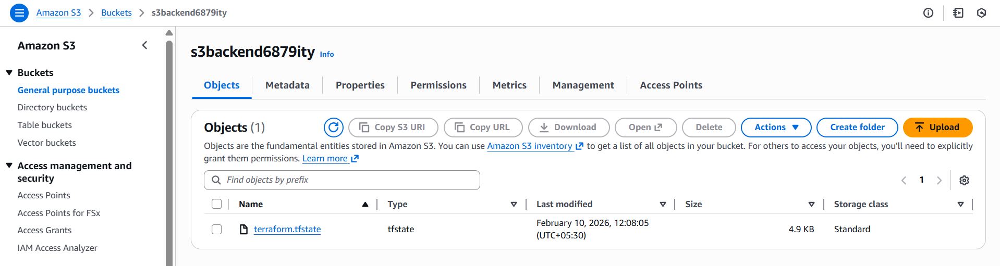 Amazon S3 > Buckets > s3backend6879ity
Amazon S3
Buckets
General purpose buckets
Directory buckets
Table buckets
Vector buckets
Access management and
security
Access Points
Access Points for FSx
Access Grants
IAM Access Analyzer
s3backend6879ity Info
Objects Metadata Properties Permissions Metrics Management Access Points
Objects (1) Copy S3 URI Copy URL Download Open Delete Actions Create folder Upload
Objects are the fundamental entities stored in Amazon S3. You can use Amazon S3 inventory to get a list of all objects in your bucket. For others to access your objects, you'll need to explicitly
grant them permissions. Learn more
Find objects by prefix
1
Name Type Last modified Size Storage class
terraform.tfstate tfstate February 10, 2026, 12:08:05 4.9 KB Standard
(UTC+05:30)